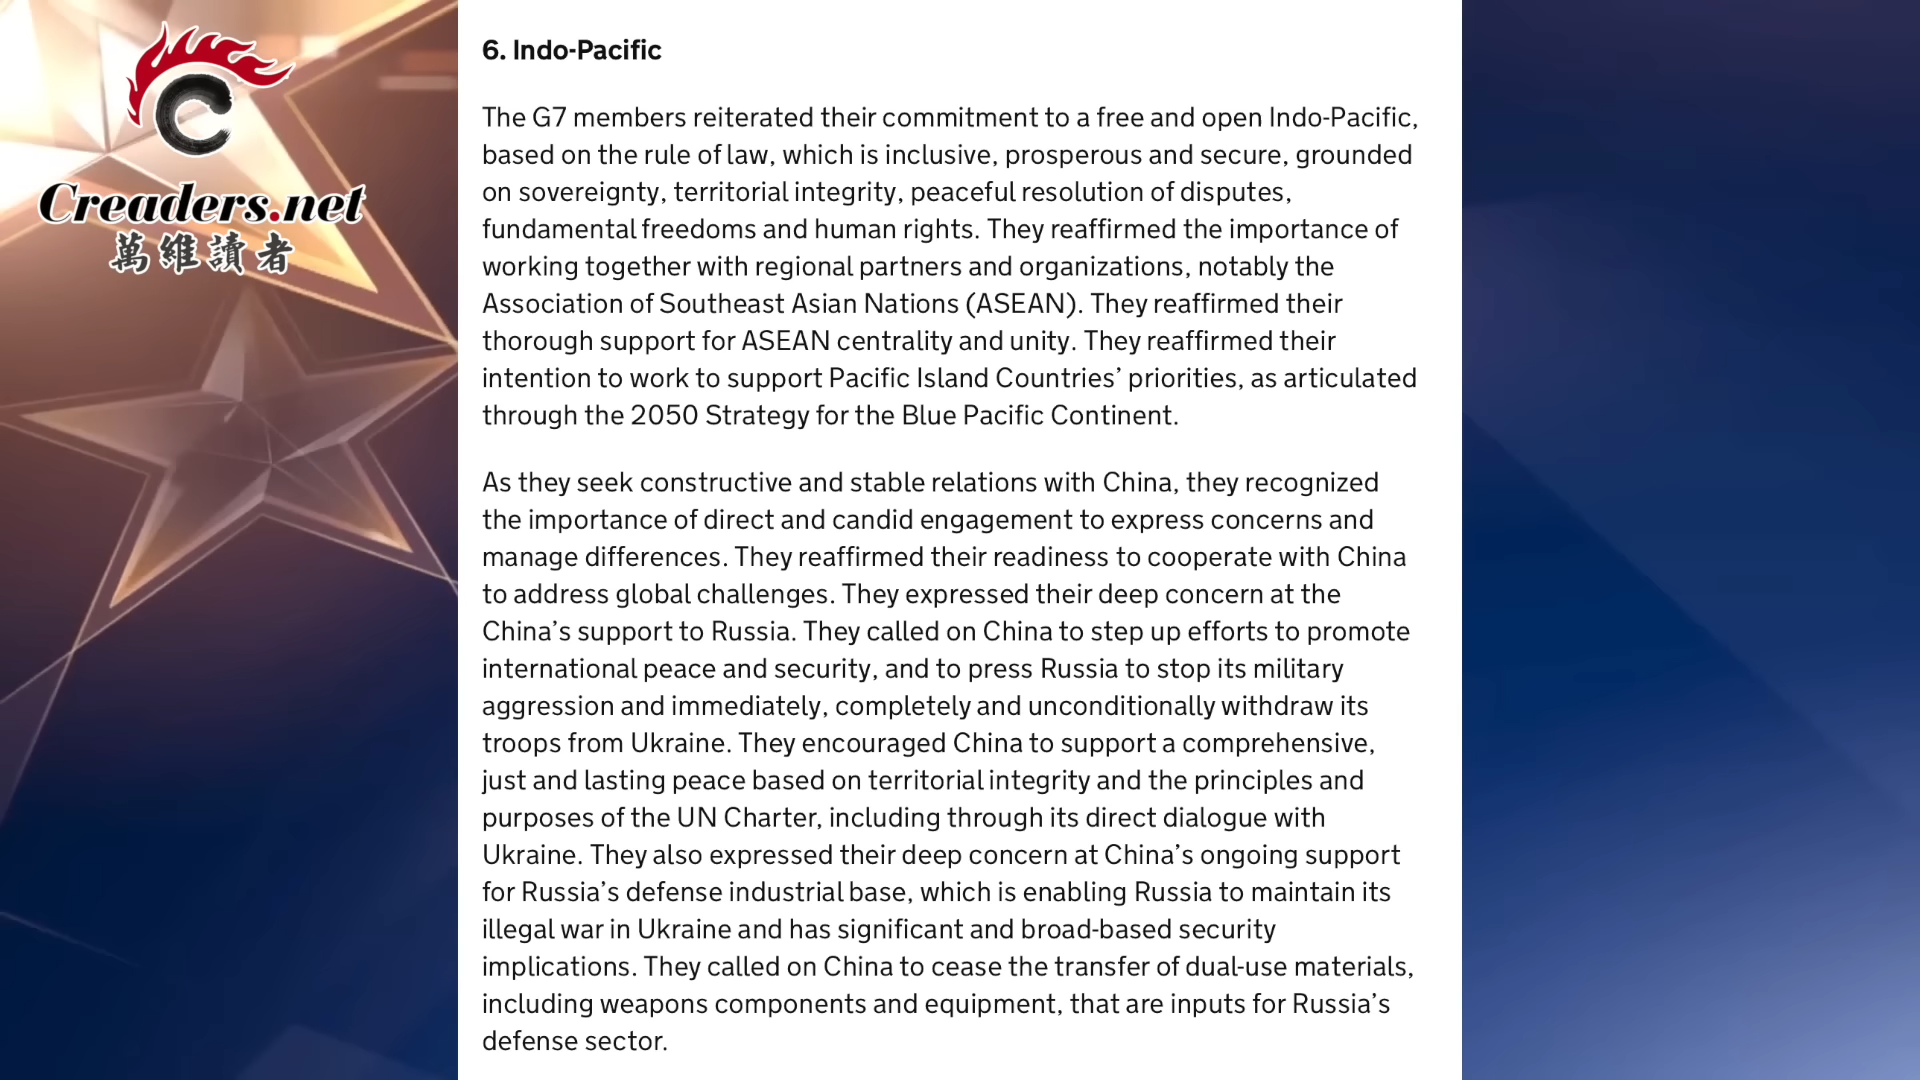 Creaders.net
萬維讀者
6. Indo-Pacific
The G7 members reiterated their commitment to a free and open Indo-Pacific,
based on the rule of law, which is inclusive, prosperous and secure, grounded
on sovereignty, territorial integrity, peaceful resolution of disputes,
fundamental freedoms and human rights. They reaffirmed the importance of
working together with regional partners and organizations, notably the
Association of Southeast Asian Nations (ASEAN). They reaffirmed their
thorough support for ASEAN centrality and unity. They reaffirmed their
intention to work to support Pacific Island Countries’ priorities, as articulated
through the 2050 Strategy for the Blue Pacific Continent.
As they seek constructive and stable relations with China, they recognized
the importance of direct and candid engagement to express concerns and
manage differences. They reaffirmed their readiness to cooperate with China
to address global challenges. They expressed their deep concern at the
China’s support to Russia. They called on China to step up efforts to promote
international peace and security, and to press Russia to stop its military
aggression and immediately, completely and unconditionally withdraw its
troops from Ukraine. They encouraged China to support a comprehensive,
just and lasting peace based on territorial integrity and the principles and
purposes of the UN Charter, including through its direct dialogue with
Ukraine. They also expressed their deep concern at China’s ongoing support
for Russia’s defense industrial base, which is enabling Russia to maintain its
illegal war in Ukraine and has significant and broad-based security
implications. They called on China to cease the transfer of dual-use materials,
including weapons components and equipment, that are inputs for Russia’s
defense sector.